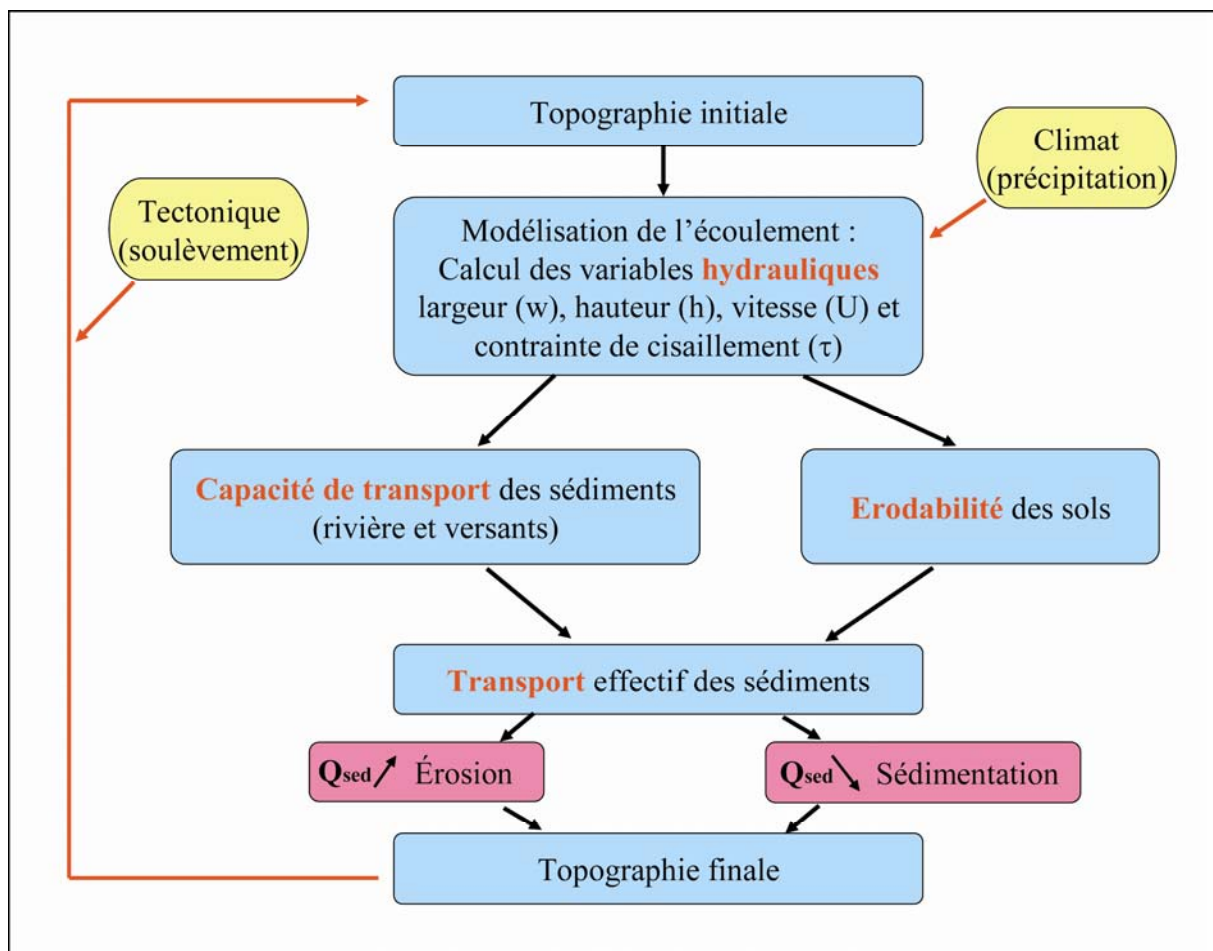 Topographie initiale
Climat
(précipitation)
Tectonique
(soulèvement)
Modélisation de l’écoulement :
Calcul des variables hydrauliques
largeur (w), hauteur (h), vitesse (U) et
contrainte de cisaillement (τ)
Capacité de transport des sédiments
(rivière et versants)
Erodabilité des sols
Transport effectif des sédiments
Qsed Érosion
Qsed Sédimentation
Topographie finale